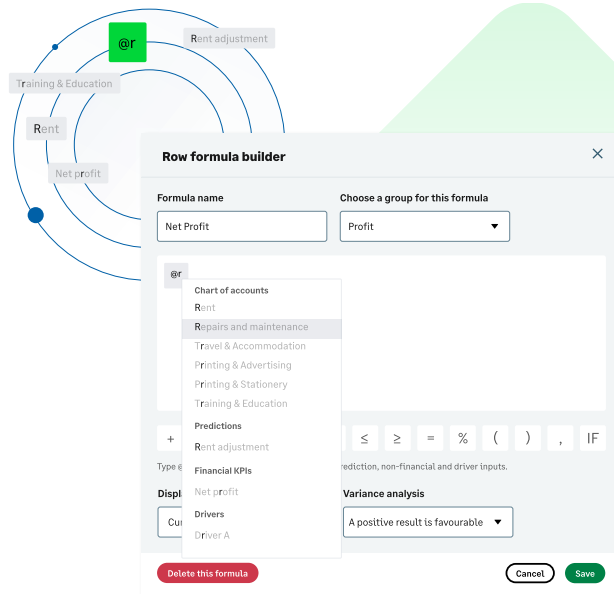 @r
Rent adjustment
Training & Education
Rent
Net profit
Row formula builder
Formula name
Choose a group for this formula
Net Profit
Profit
@r
Chart of accounts
Rent
Repairs and maintenance
Travel & Accommodation
Printing & Advertising
Printing & Stationery
Training & Education
Predictions
Rent adjustment
Financial KPIs
Net profit
Drivers
Driver A
+ ≤ ≥ = % ( ) , IF
Type rediction, non-financial and driver inputs.
Variance analysis
A positive result is favourable
Delete this formula
Cancel
Save